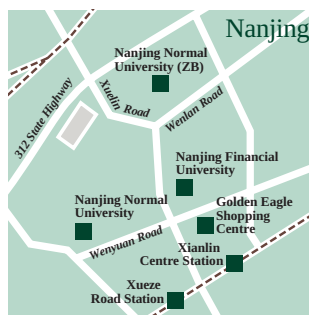 Nanjing
Nanjing Normal
University (ZB)
312 State Highway
Xuelin Road
Wenlan Road
Nanjing Financial
University
Nanjing Normal
University
Golden Eagle
Shopping
Centre
Wenyuan Road
Xianlin
Centre Station
Xueze
Road Station